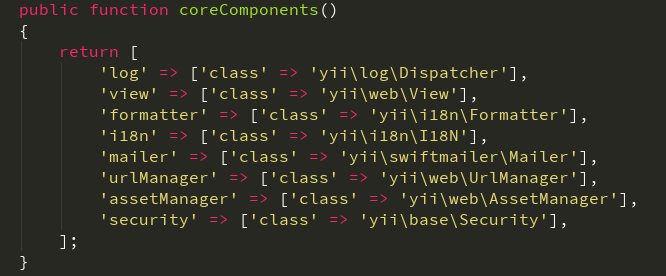 public function coreComponents()
{
    return [
        'log' => ['class' => 'yii\log\Dispatcher'],
        'view' => ['class' => 'yii\web\View'],
        'formatter' => ['class' => 'yii\i18n\Formatter'],
        'i18n' => ['class' => 'yii\i18n\I18N'],
        'mailer' => ['class' => 'yii\swiftmailer\Mailer'],
        'urlManager' => ['class' => 'yii\web\UrlManager'],
        'assetManager' => ['class' => 'yii\web\AssetManager'],
        'security' => ['class' => 'yii\base\Security'],
    ];
}